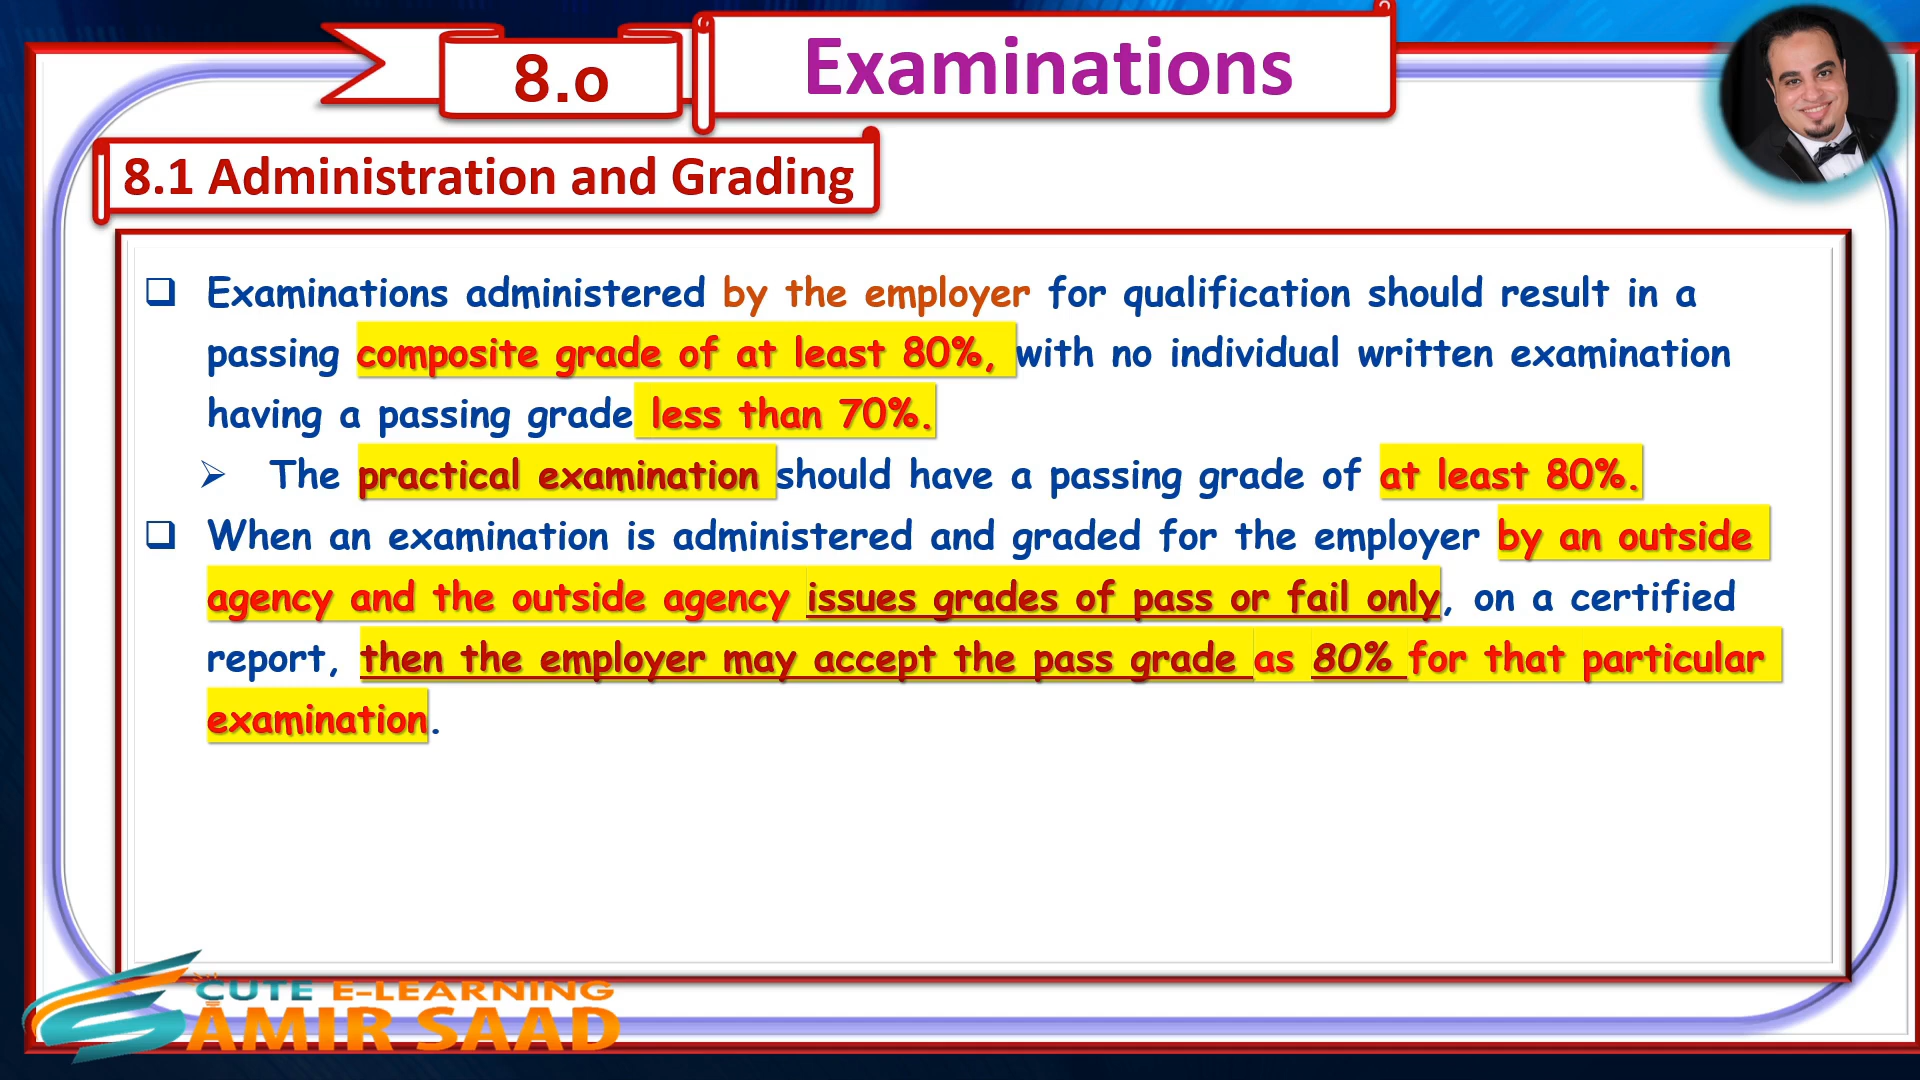 8.0
Examinations
8.1 Administration and Grading
Examinations administered by the employer for qualification should result in a
passing composite grade of at least 80%, with no individual written examination
having a passing grade less than 70%.
The practical examination should have a passing grade of at least 80%.
When an examination is administered and graded for the employer by an outside
agency and the outside agency issues grades of pass or fail only, on a certified
report, then the employer may accept the pass grade as 80% for that particular
examination.
CUTE E-LEARNING
AMIR SAAD